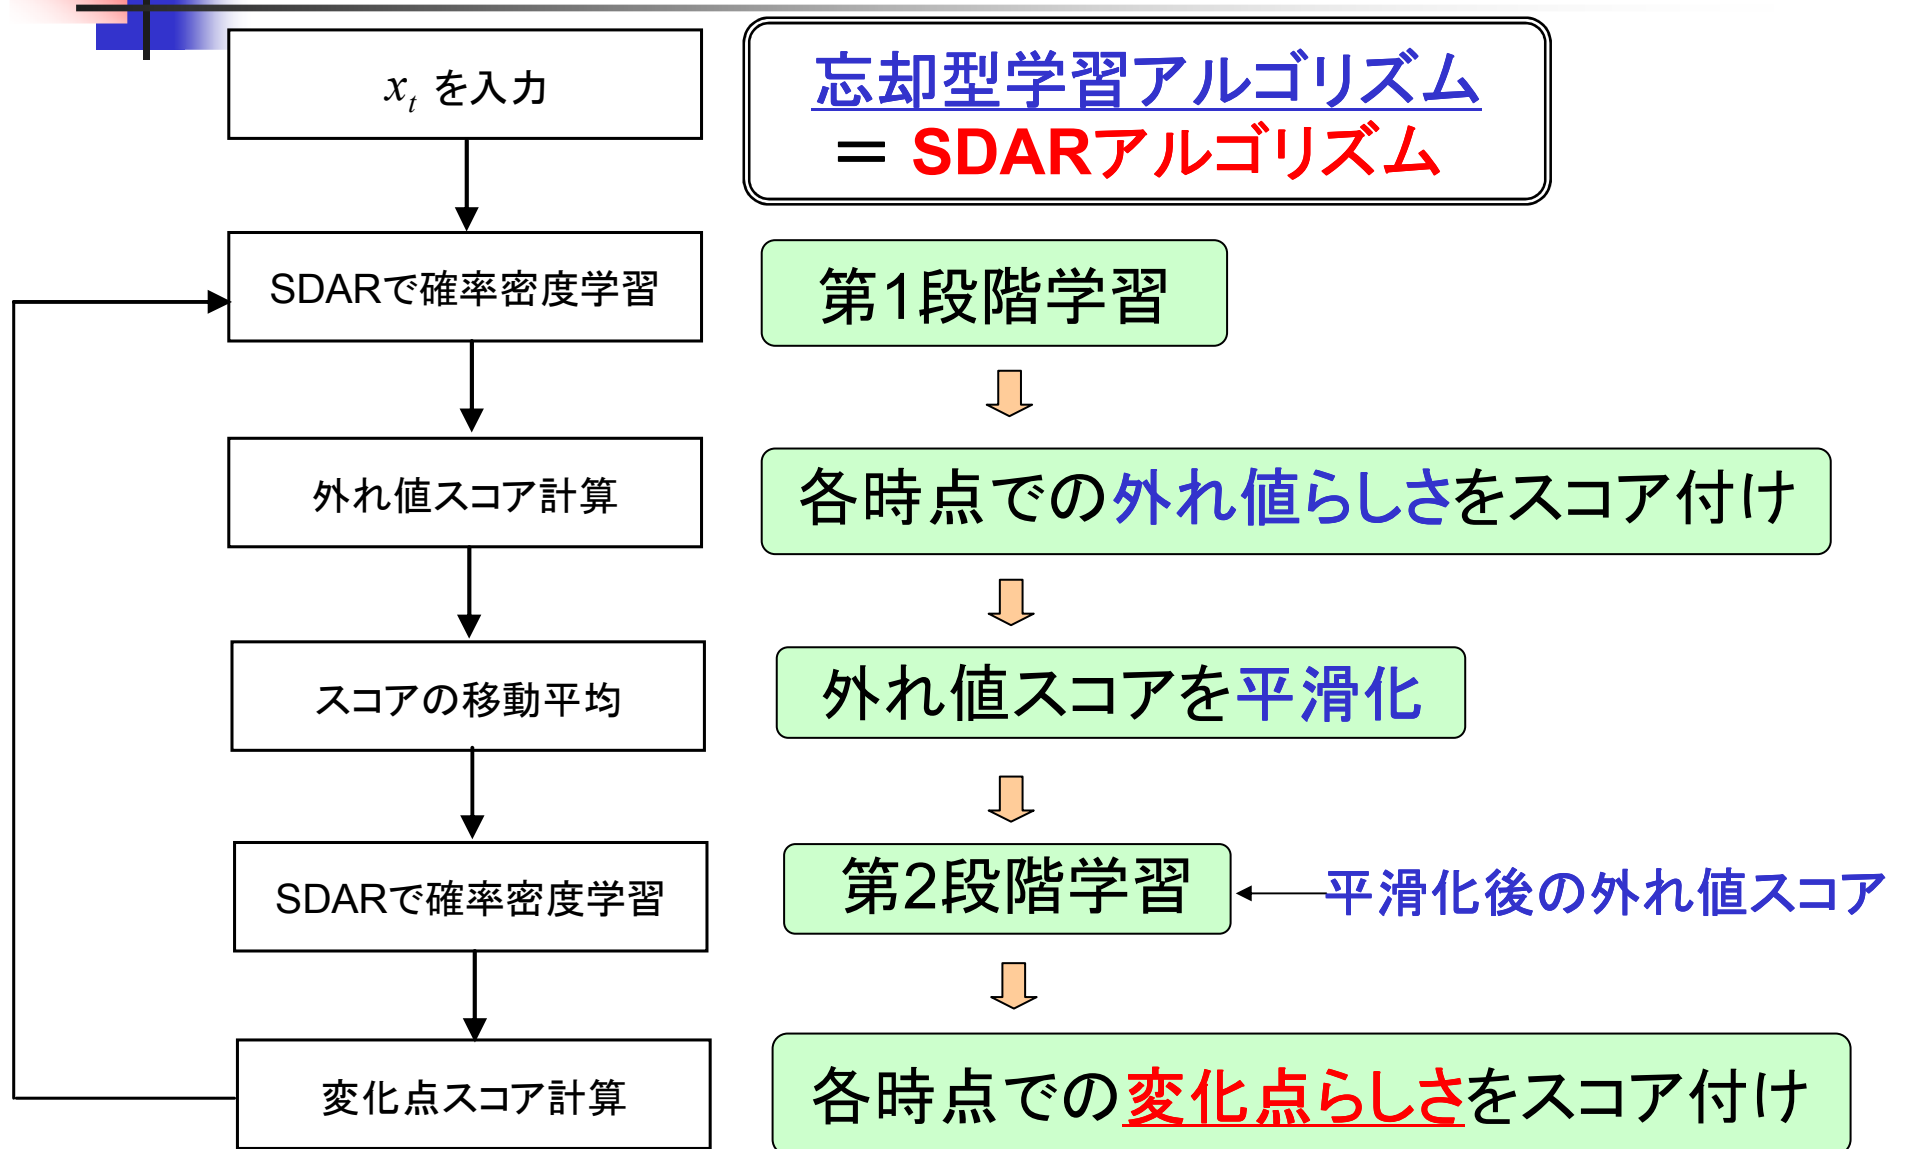 x_t を入力
忘却型学習アルゴリズム
＝ SDARアルゴリズム
SDARで確率密度学習
第1段階学習
外れ値スコア計算
各時点での外れ値らしさをスコア付け
スコアの移動平均
外れ値スコアを平滑化
SDARで確率密度学習
第2段階学習
平滑化後の外れ値スコア
変化点スコア計算
各時点での変化点らしさをスコア付け